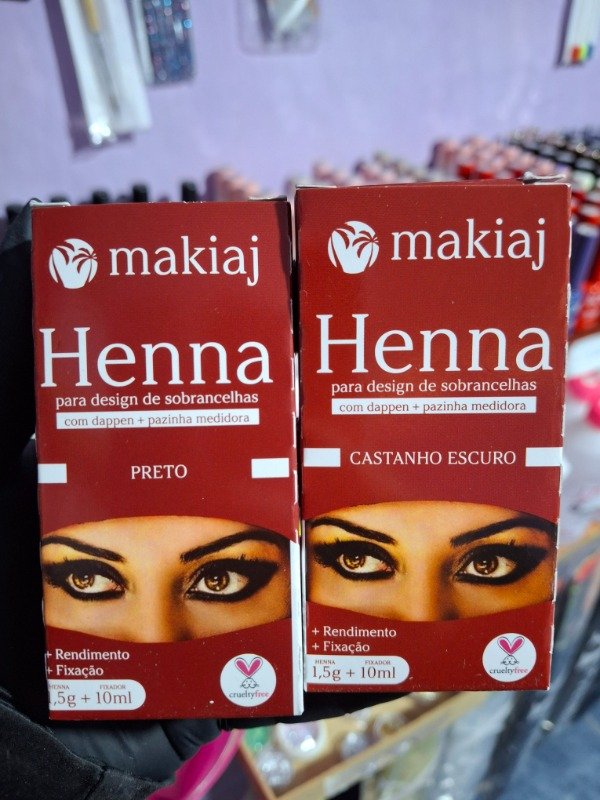 makiaj
Henna
para design de sobrancelhas
com dappen + pazinha medidora
PRETO
+ Rendimento
+ Fixação
HENNA FIXADOR
1,5g + 10ml
crueltyfree
makiaj
Henna
para design de sobrancelhas
com dappen + pazinha medidora
CASTANHO ESCURO
+ Rendimento
+ Fixação
HENNA FIXADOR
1,5g + 10ml
crueltyfree